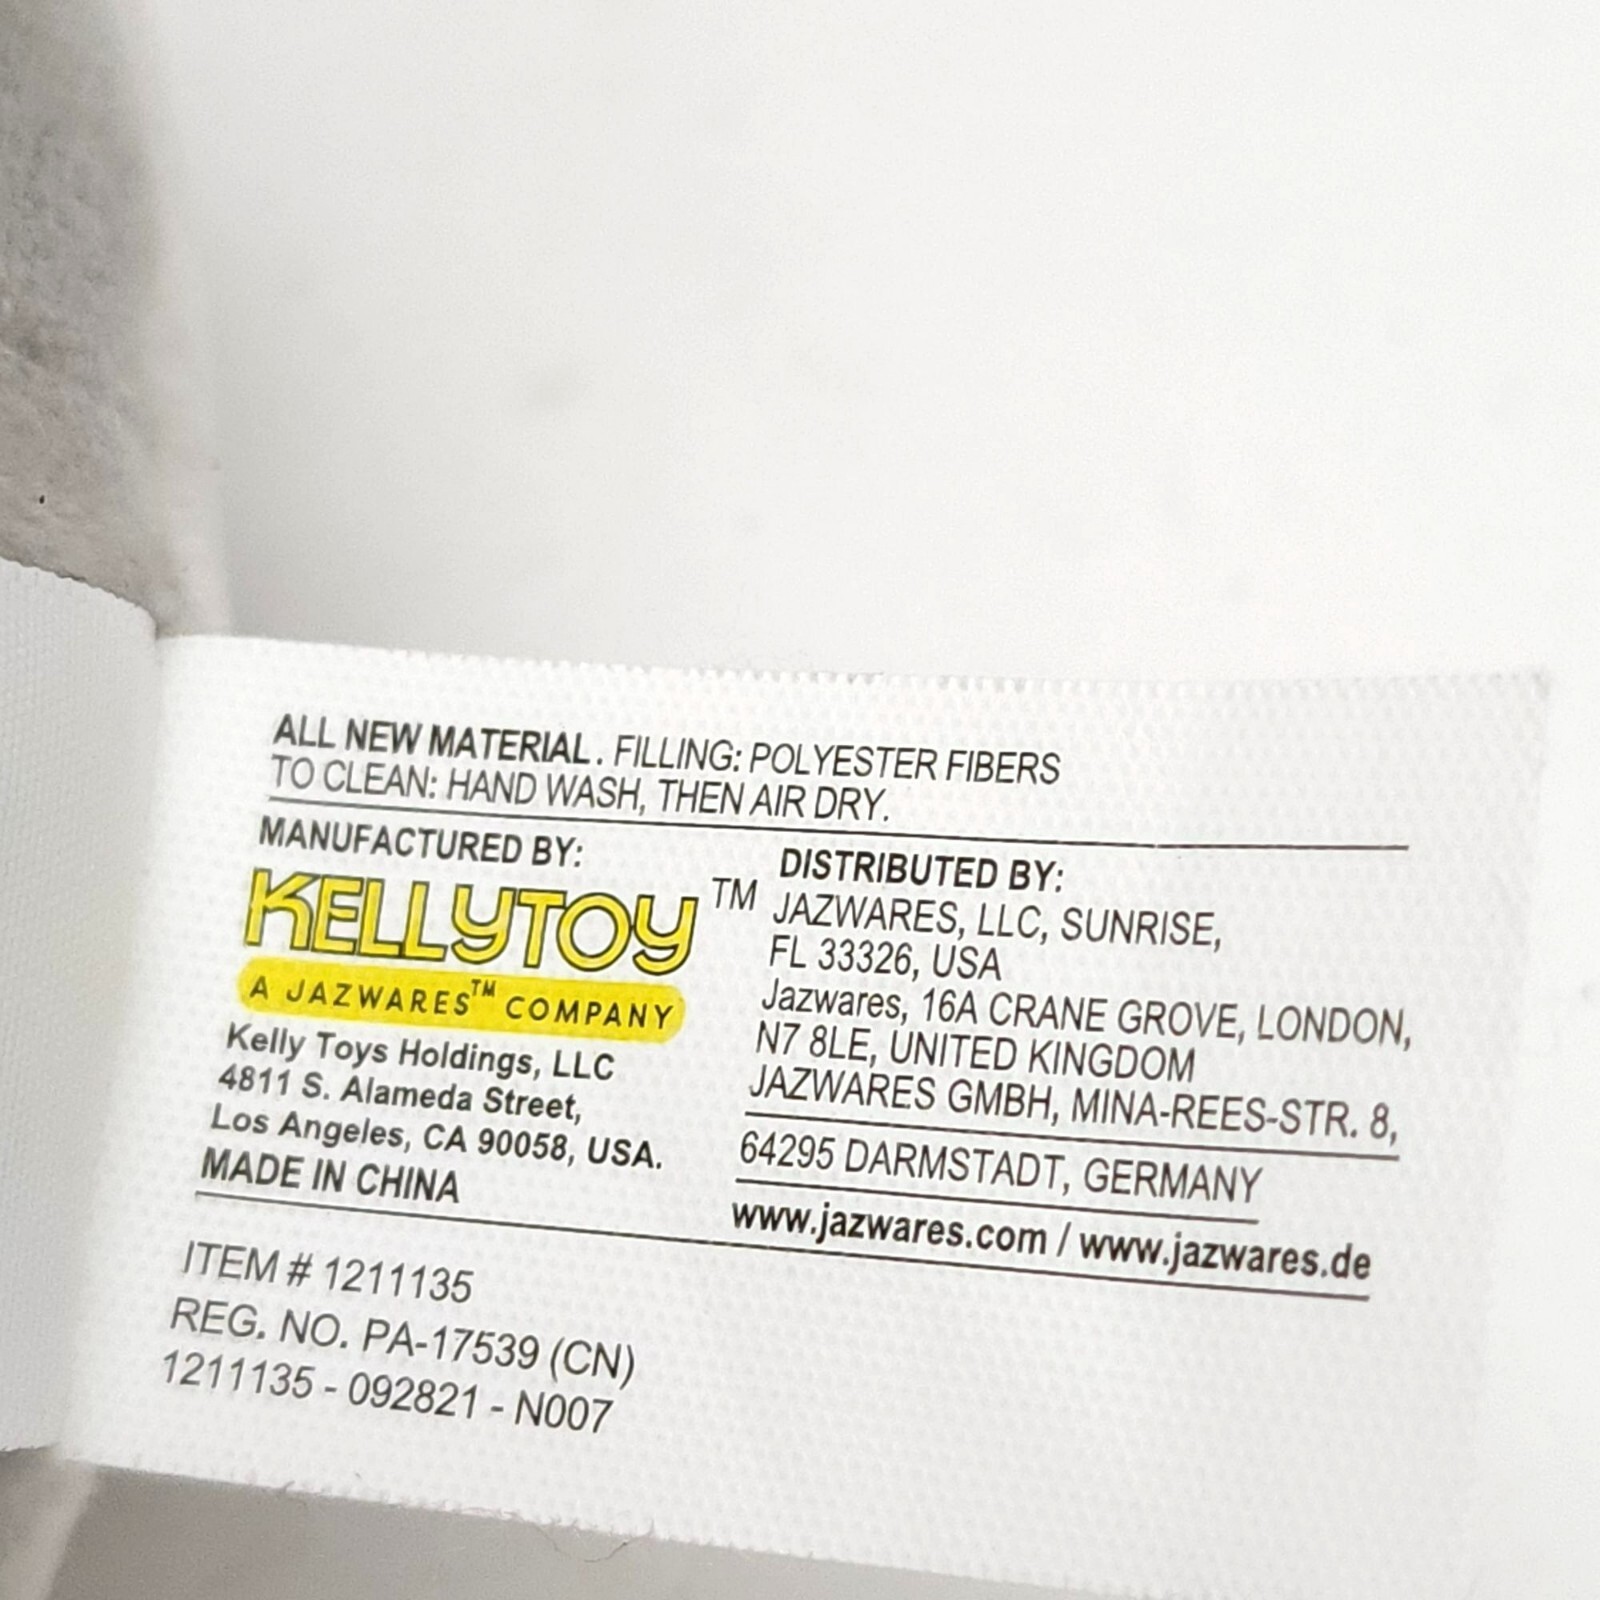 ALL NEW MATERIAL. FILLING: POLYESTER FIBERS
TO CLEAN: HAND WASH, THEN AIR DRY.
MANUFACTURED BY:
KELLYTOY™
A JAZWARES™ COMPANY
Kelly Toys Holdings, LLC
4811 S. Alameda Street,
Los Angeles, CA 90058, USA.
MADE IN CHINA
DISTRIBUTED BY:
JAZWARES, LLC, SUNRISE,
FL 33326, USA
Jazwares, 16A CRANE GROVE, LONDON,
N7 8LE, UNITED KINGDOM
JAZWARES GMBH, MINA-REES-STR. 8,
64295 DARMSTADT, GERMANY
www.jazwares.com / www.jazwares.de
ITEM # 1211135
REG. NO. PA-17539 (CN)
1211135 - 092821 - N007